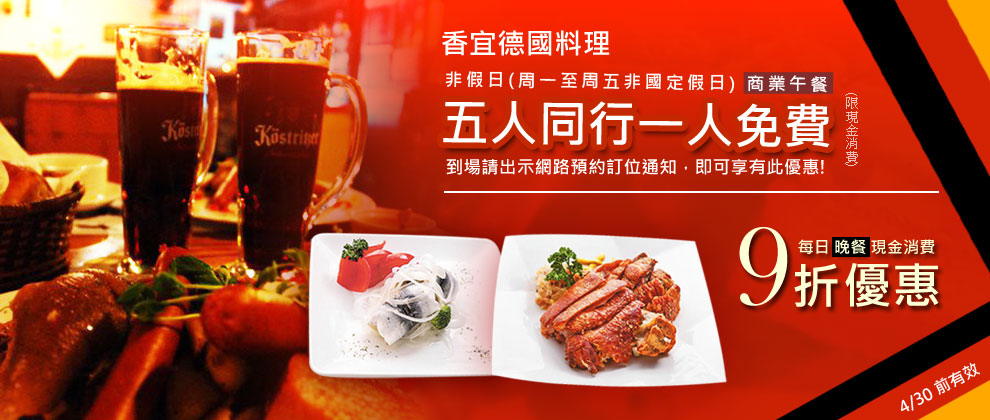 香宜德國料理
非假日(周一至周五非國定假日) 商業午餐
五人同行一人免費
(限現金消費)
到場請出示網路預約訂位通知,即可享有此優惠!
每日 晚餐 現金消費
9折優惠
4/30 前有效
Köstritzer